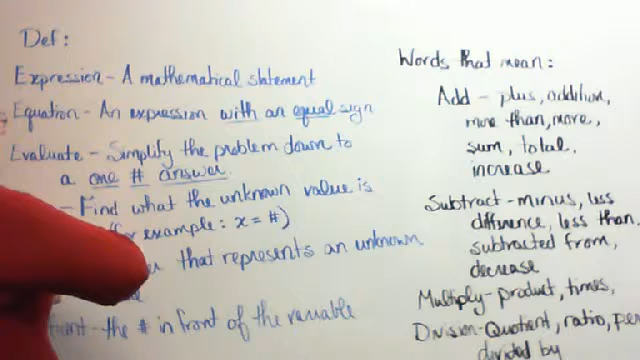 Def:
Expression - A mathematical statement
Equation - An expression with an equal sign
Evaluate - Simplify the problem down to
a one # answer.
- Find what the unknown value is
(for example: x = #)
that represents an unknown
- the # in front of the variable
Words that mean:
Add - plus, addition,
more than, more,
sum, total,
increase
Subtract - minus, less
difference, less than,
subtracted from,
decrease
Multiply - product, times,
Division - Quotient, ratio, per
divided by